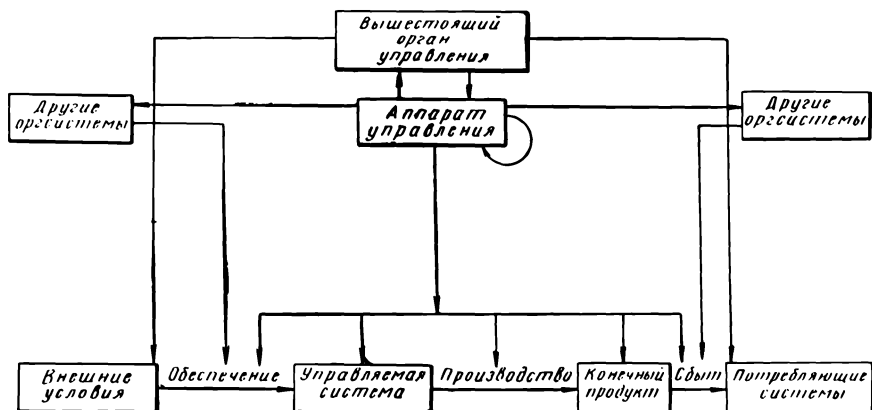 Вышестоящий
орган
управления
Другие
оргсистемы
Аппарат
управления
Другие
оргсистемы
Внешние
условия
Обеспечение
Управляемая
система
Производство
Конечный
продукт
Сбыт
Потребляющие
системы